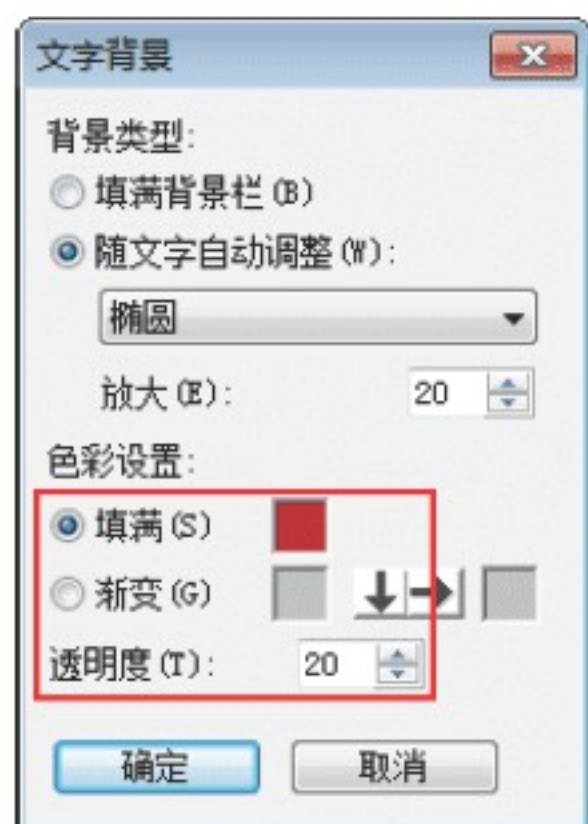 文字背景
背景类型:
填满背景栏(B)
随文字自动调整(W):
椭圆
放大(E): 20
色彩设置:
填满(S)
渐变(G)
透明度(T): 20
确定 取消